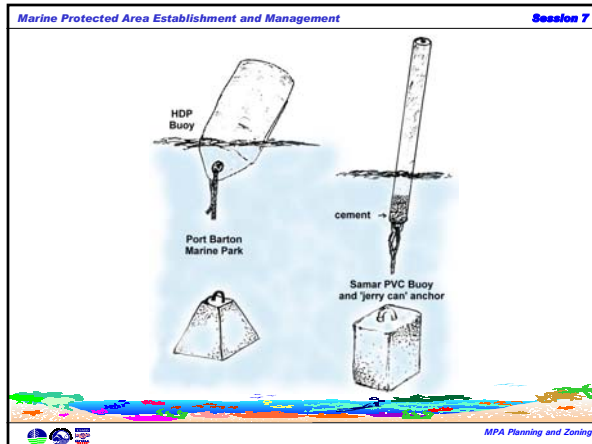 Marine Protected Area Establishment and Management
Session 7
HDP
Buoy
cement
Port Barton
Marine Park
Samar PVC Buoy
and 'jerry can' anchor
MPA Planning and Zoning